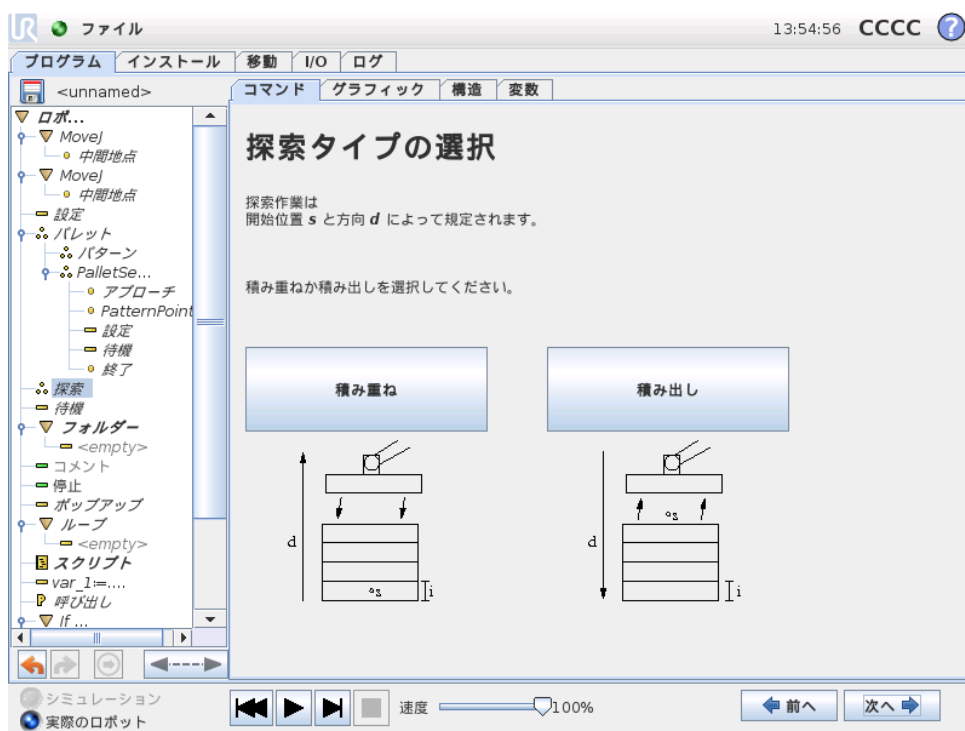 UR ファイル 13:54:56 CCCC ?
プログラム インストール 移動 I/O ログ
<unnamed>
コマンド グラフィック 構造 変数
ロボ...
MoveJ
中間地点
MoveJ
中間地点
設定
パレット
パターン
PalletSe...
アプローチ
PatternPoint
設定
待機
終了
探索
待機
フォルダー
<empty>
コメント
停止
ポップアップ
ループ
<empty>
スクリプト
var_1:=....
呼び出し
If ...
探索タイプの選択
探索作業は
開始位置 s と方向 d によって規定されます。
積み重ねか積み出しを選択してください。
積み重ね 積み出し
s
d d
s i i
シミュレーション
実際のロボット
速度 100%
前へ 次へ